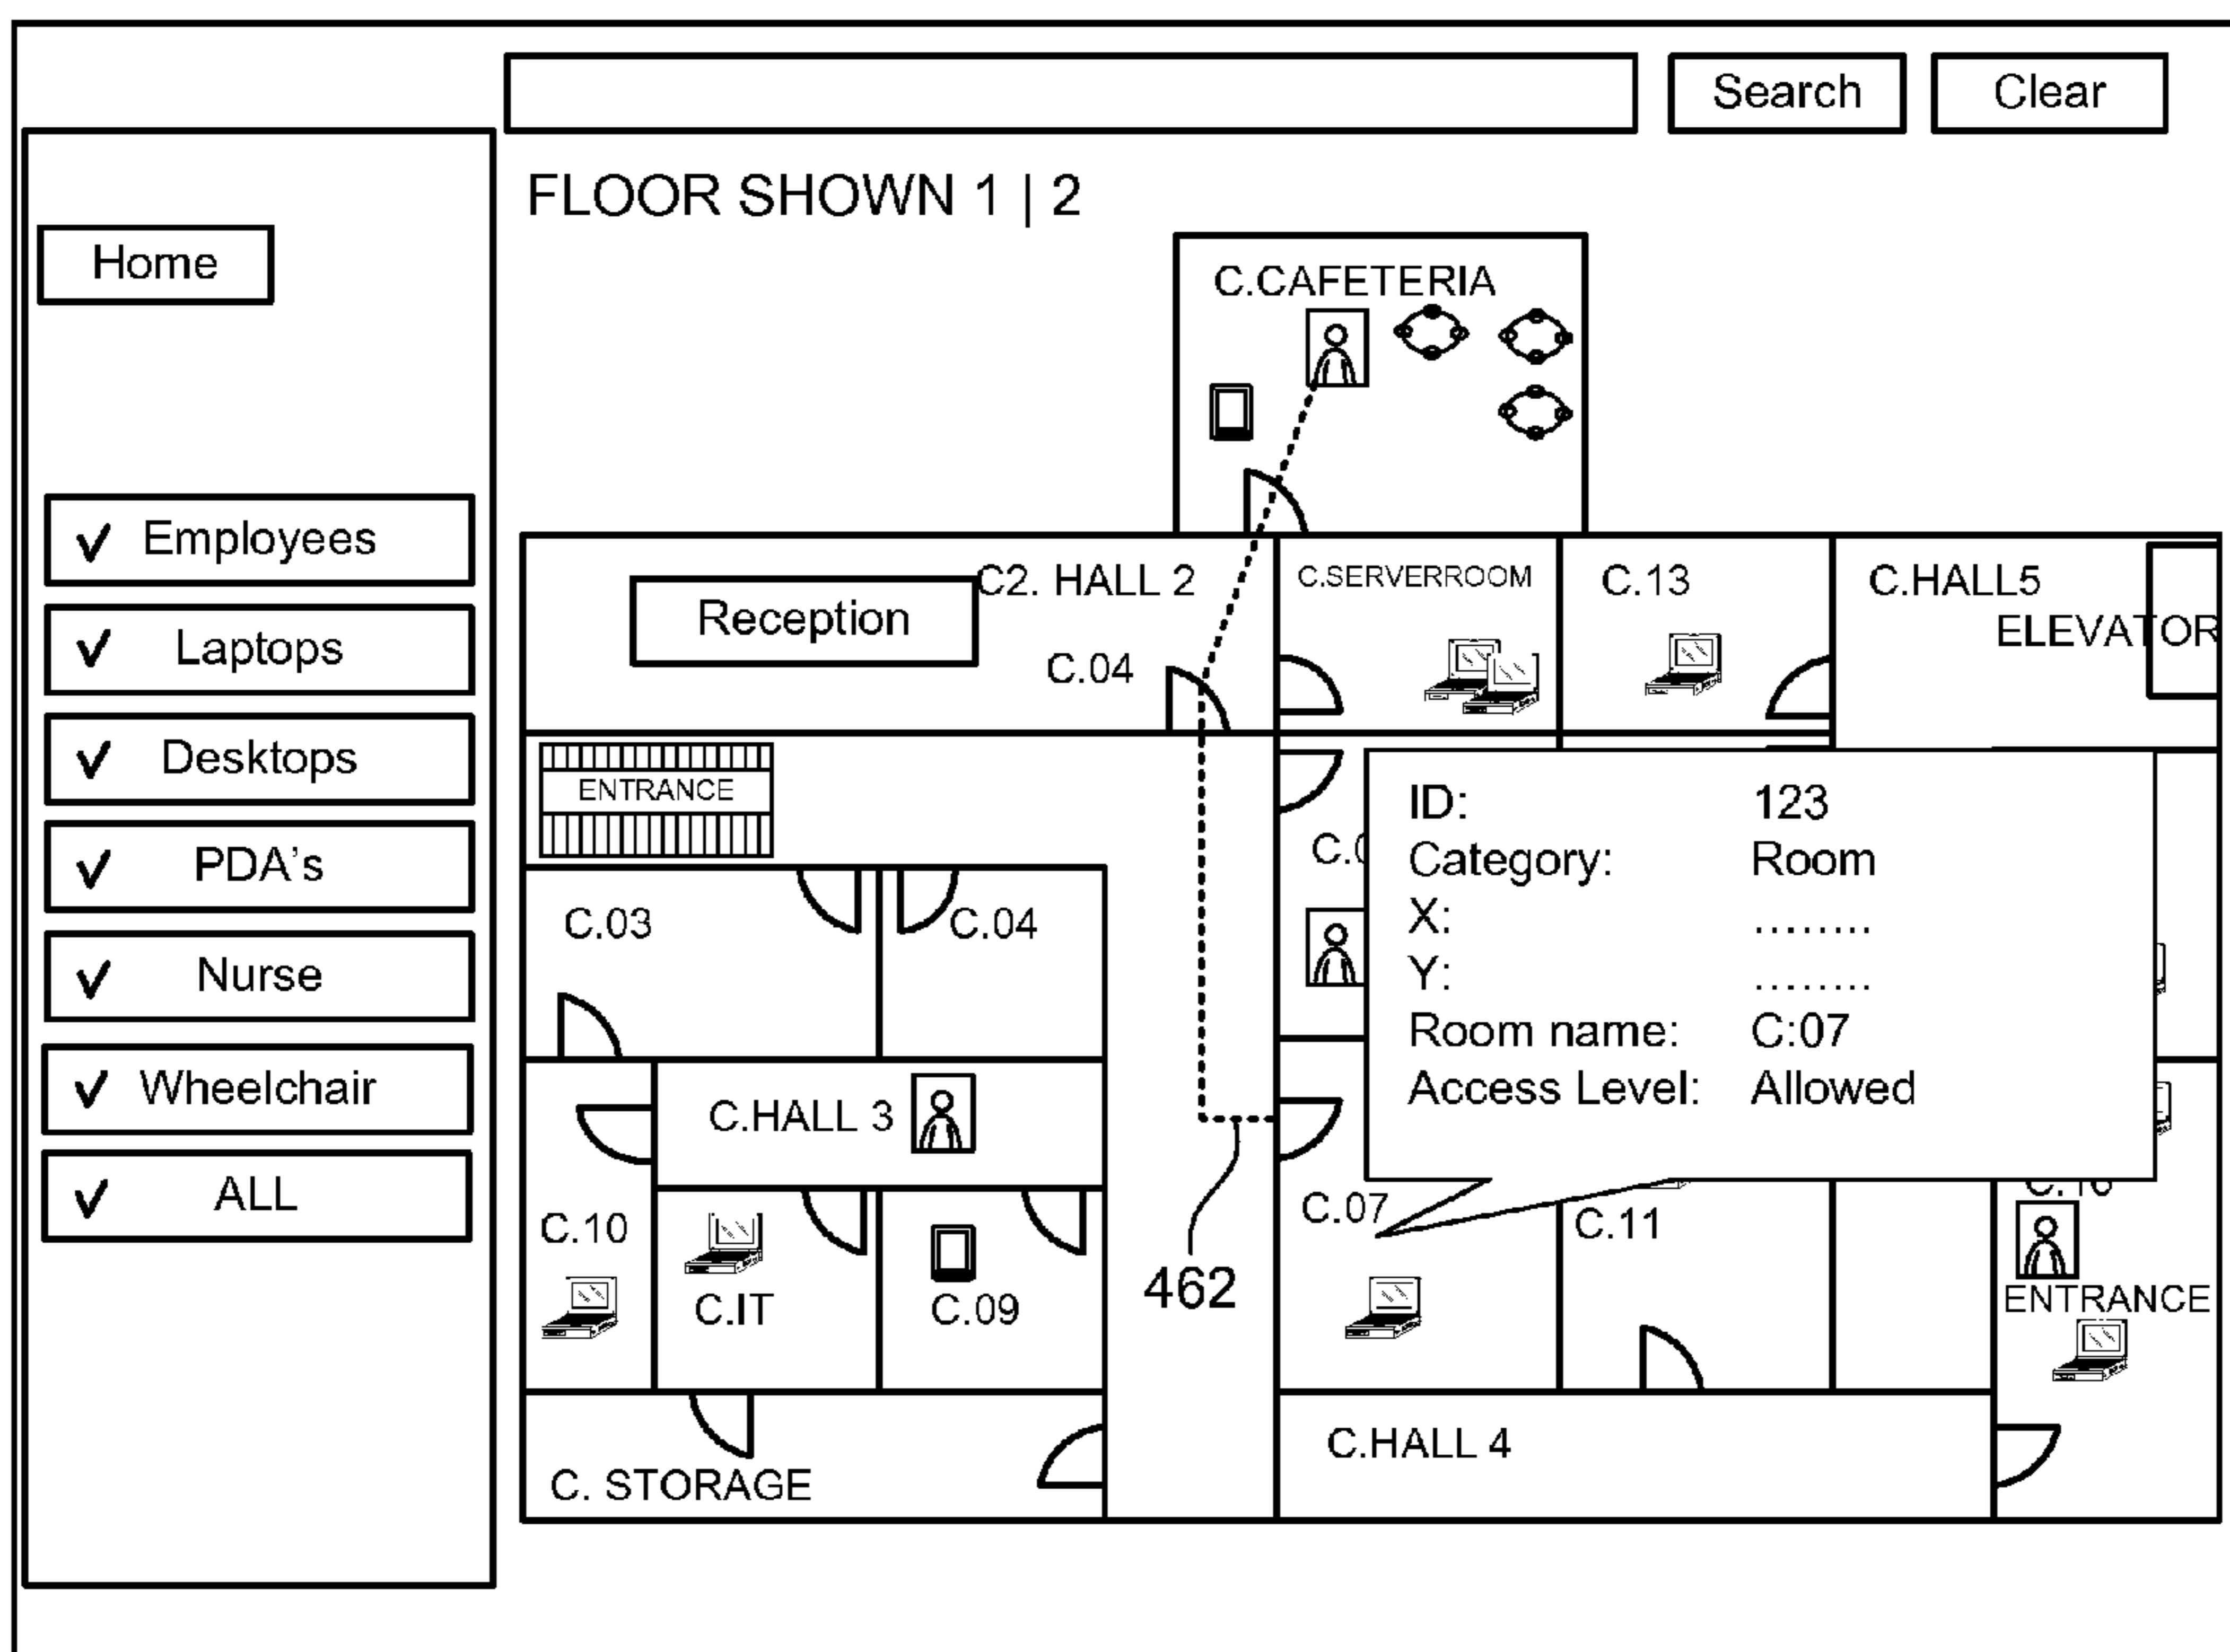 Search
Clear
FLOOR SHOWN 1 | 2
Home
C.CAFETERIA
Employees
Laptops
Desktops
PDA's
Nurse
Wheelchair
ALL
Reception
C2. HALL 2
C.04
C.SERVERROOM
C.13
C.HALL5
ELEVATOR
ENTRANCE
ID: 123
Category: Room
X: ........
Y: ........
Room name: C:07
Access Level: Allowed
C.03
C.04
C.HALL 3
C.10
C.IT
C.09
462
C.07
C.11
ENTRANCE
C.HALL 4
C. STORAGE